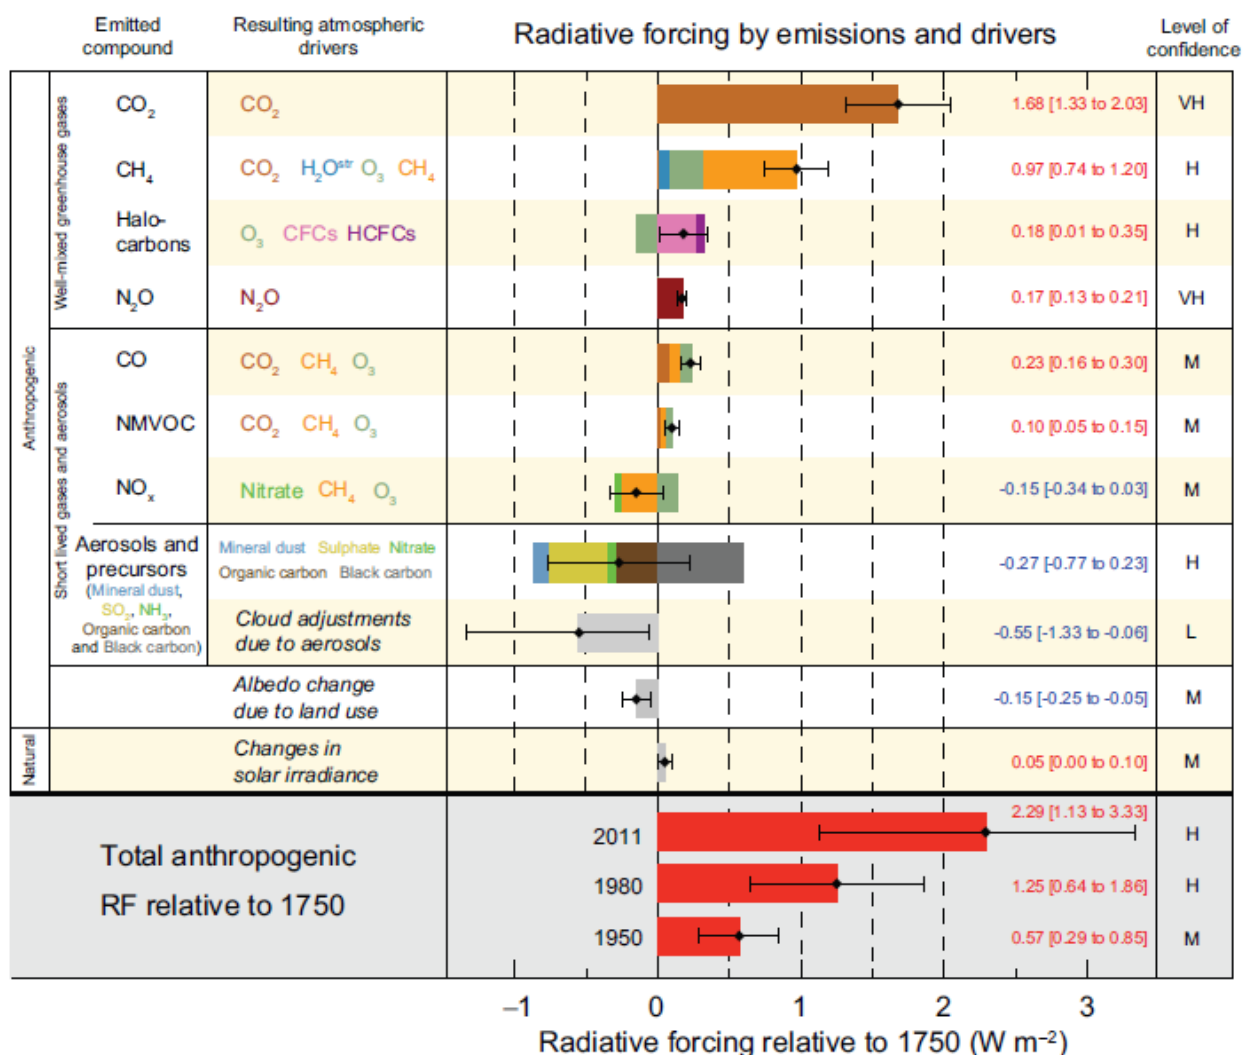 Emitted compound
Resulting atmospheric drivers
Radiative forcing by emissions and drivers
Level of confidence
Anthropogenic
Well-mixed greenhouse gases
CO₂
CO₂
1.68 [1.33 to 2.03]
VH
CH₄
CO₂ H₂Oˢᵗʳ O₃ CH₄
0.97 [0.74 to 1.20]
H
Halo-
carbons
O₃ CFCs HCFCs
0.18 [0.01 to 0.35]
H
N₂O
N₂O
0.17 [0.13 to 0.21]
VH
Short lived gases and aerosols
CO
CO₂ CH₄ O₃
0.23 [0.16 to 0.30]
M
NMVOC
CO₂ CH₄ O₃
0.10 [0.05 to 0.15]
M
NOₓ
Nitrate CH₄ O₃
-0.15 [-0.34 to 0.03]
M
Aerosols and
precursors
(Mineral dust,
SO₂, NH₃,
Organic carbon
and Black carbon)
Mineral dust Sulphate Nitrate
Organic carbon Black carbon
-0.27 [-0.77 to 0.23]
H
Cloud adjustments
due to aerosols
-0.55 [-1.33 to -0.06]
L
Albedo change
due to land use
-0.15 [-0.25 to -0.05]
M
Natural
Changes in
solar irradiance
0.05 [0.00 to 0.10]
M
Total anthropogenic
RF relative to 1750
2011
2.29 [1.13 to 3.33]
H
1980
1.25 [0.64 to 1.86]
H
1950
0.57 [0.29 to 0.85]
M
–1 0 1 2 3
Radiative forcing relative to 1750 (W m⁻²)